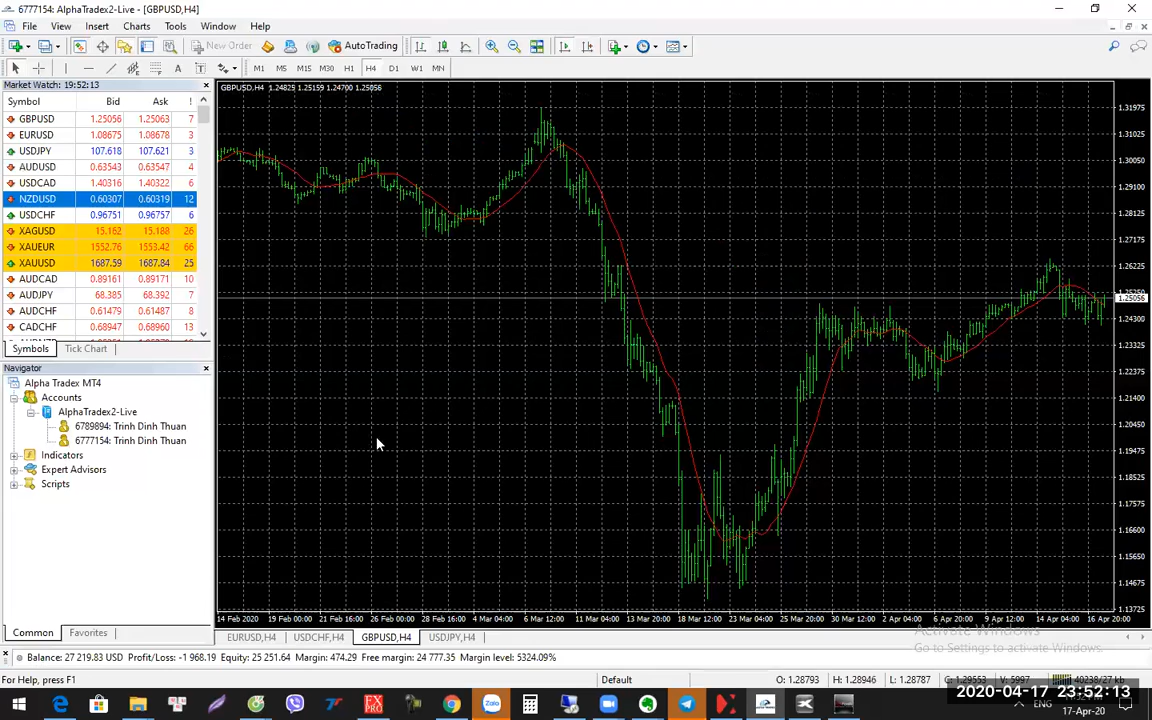 6777154: AlphaTradex2-Live - [GBPUSD,H4]
File View Insert Charts Tools Window Help
New Order AutoTrading
A T M1 M5 M15 M30 H1 H4 D1 W1 MN
Market Watch: 19:52:13
Symbol Bid Ask !
GBPUSD 1.25056 1.25063 7
EURUSD 1.08675 1.08678 3
USDJPY 107.618 107.621 3
AUDUSD 0.63543 0.63547 4
USDCAD 1.40316 1.40322 6
NZDUSD 0.60307 0.60319 12
USDCHF 0.96751 0.96757 6
XAGUSD 15.162 15.188 26
XAUEUR 1552.76 1553.42 66
XAUUSD 1687.59 1687.84 25
AUDCAD 0.89161 0.89171 10
AUDJPY 68.385 68.392 7
AUDCHF 0.61479 0.61487 8
CADCHF 0.68947 0.68960 13
Symbols Tick Chart
Navigator
Alpha Tradex MT4
Accounts
AlphaTradex2-Live
6789894: Trinh Dinh Thuan
6777154: Trinh Dinh Thuan
Indicators
Expert Advisors
Scripts
Common Favorites
GBPUSD,H4 1.24825 1.25159 1.24700 1.25056
1.31975
1.31025
1.30050
1.29100
1.28125
1.27175
1.26225
1.25056
1.24300
1.23325
1.22375
1.21400
1.20450
1.19475
1.18525
1.17575
1.16600
1.15650
1.14675
1.13725
14 Feb 2020 19 Feb 00:00 21 Feb 16:00 26 Feb 00:00 28 Feb 16:00 4 Mar 04:00 6 Mar 12:00 11 Mar 04:00 13 Mar 20:00 18 Mar 12:00 23 Mar 04:00 25 Mar 12:00 30 Mar 12:00 2 Apr 04:00 6 Apr 20:00 9 Apr 12:00 14 Apr 04:00 16 Apr 20:00
EURUSD,H4 USDCHF,H4 GBPUSD,H4 USDJPY,H4
Activate Windows
Go to Settings to activate Windows.
Balance: 27 219.83 USD Profit/Loss: -1 968.19 Equity: 25 251.64 Margin: 474.29 Free margin: 24 777.35 Margin level: 5324.09%
For Help, press F1 Default O: 1.28793 H: 1.28946 L: 1.28787 C: 1.29553 V: 5997 40238/27 kb
2020-04-17 23:52:13
FX PRO Zalo ENG
17-Apr-20